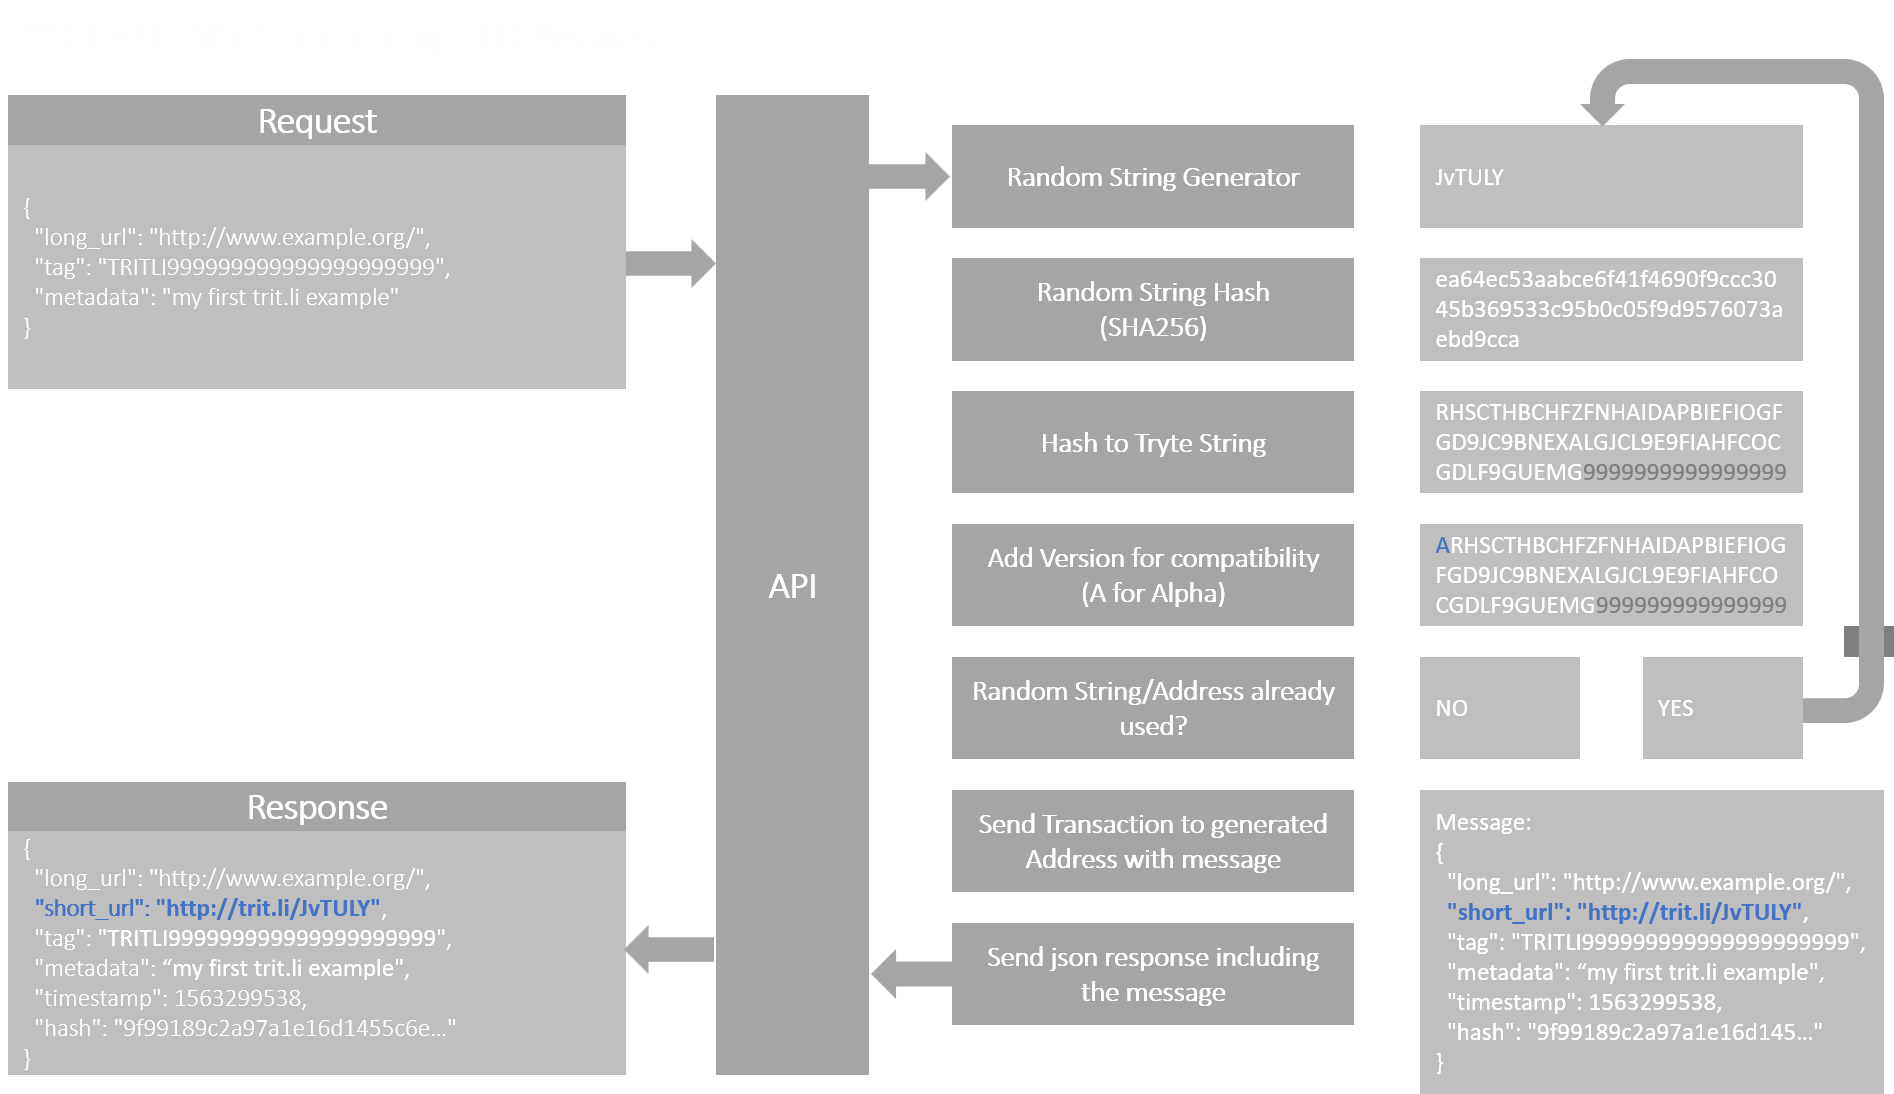 Request
{
"long_url": "http://www.example.org/",
"tag": "TRITLI999999999999999999999",
"metadata": "my first trit.li example"
}
API
Random String Generator
JvTULY
Random String Hash
(SHA256)
ea64ec53aabce6f41f4690f9ccc30
45b369533c95b0c05f9d9576073a
ebd9cca
Hash to Tryte String
RHSCTHBCHFZFNHAIDAPBIEFIOGF
GD9JC9BNEXALGJCL9E9FIAHFCOC
GDLF9GUEMG9999999999999999
Add Version for compatibility
(A for Alpha)
ARHSCTHBCHFZFNHAIDAPBIEFIOG
FGD9JC9BNEXALGJCL9E9FIAHFCO
CGDLF9GUEMG999999999999999
Random String/Address already
used?
NO
YES
Send Transaction to generated
Address with message
Message:
{
"long_url": "http://www.example.org/",
"short_url": "http://trit.li/JvTULY",
"tag": "TRITLI999999999999999999999",
"metadata": “my first trit.li example",
"timestamp": 1563299538,
"hash": "9f99189c2a97a1e16d145..."
}
Send json response including
the message
Response
{
"long_url": "http://www.example.org/",
"short_url": "http://trit.li/JvTULY",
"tag": "TRITLI999999999999999999999",
"metadata": “my first trit.li example",
"timestamp": 1563299538,
"hash": "9f99189c2a97a1e16d1455c6e..."
}